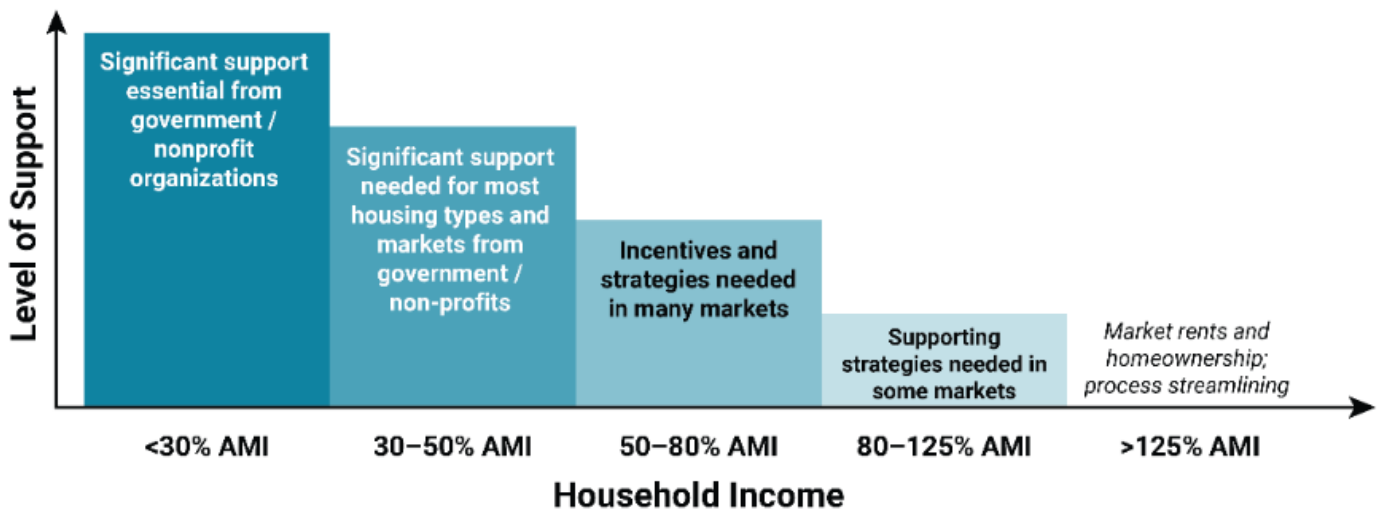 Level of Support
Significant support
essential from
government /
nonprofit
organizations
Significant support
needed for most
housing types and
markets from
government /
non-profits
Incentives and
strategies needed
in many markets
Supporting
strategies needed in
some markets
Market rents and
homeownership;
process streamlining
<30% AMI
30–50% AMI
50–80% AMI
80–125% AMI
>125% AMI
Household Income